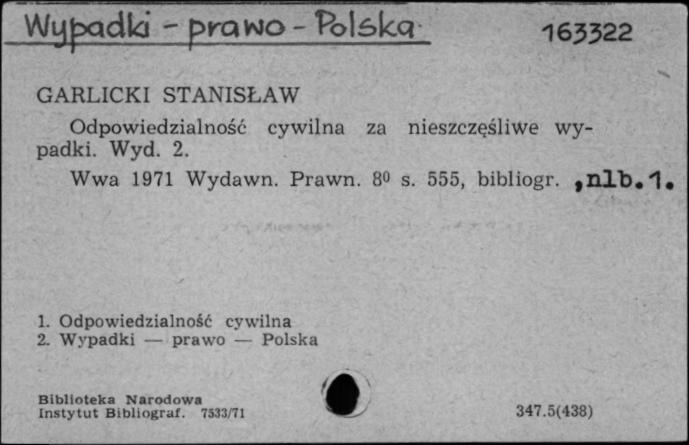 Wypadki - prawo - Polska 163322
GARLICKI STANISŁAW
Odpowiedzialność cywilna za nieszczęśliwe wy-
padki. Wyd. 2.
Wwa 1971 Wydawn. Prawn. 8⁰ s. 555, bibliogr. ,nlb.1.
1. Odpowiedzialność cywilna
2. Wypadki — prawo — Polska
Biblioteka Narodowa
Instytut Bibliograf. 7533/71 347.5(438)